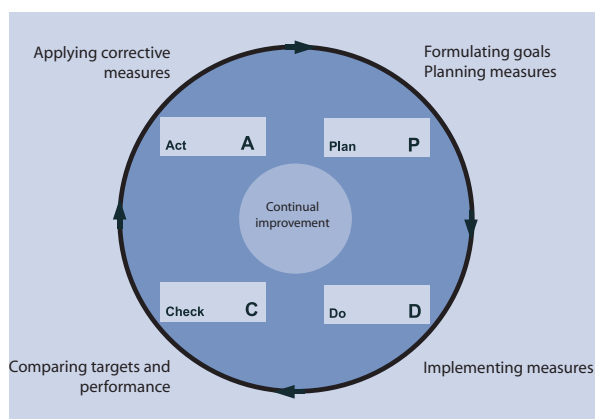 Applying corrective
measures
Formulating goals
Planning measures
Act A
Plan P
Continual
improvement
Check C
Do D
Comparing targets and
performance
Implementing measures